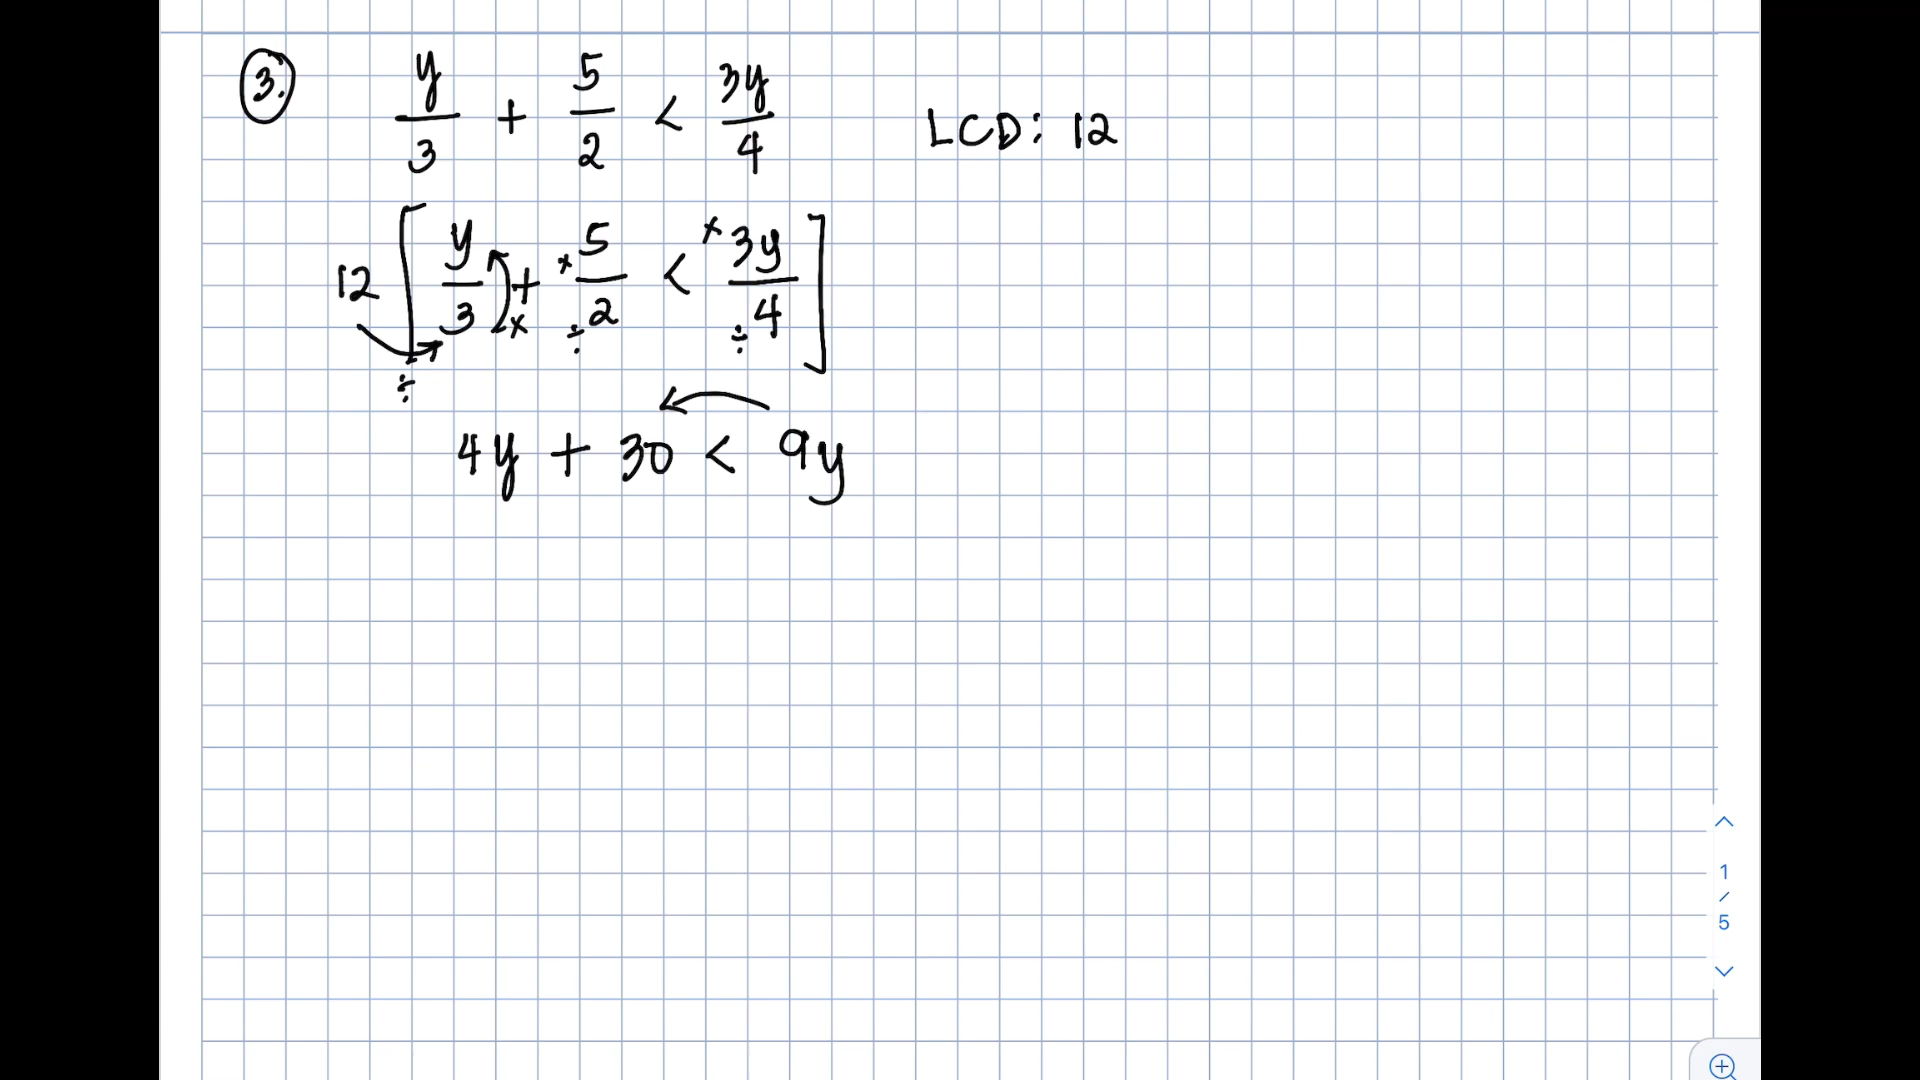 3. y/3 + 5/2 < 3y/4 LCD: 12
12 [ y/3 × + × 5/2 < × 3y/4 ]
÷ ÷ ÷
4y + 30 < 9y
1
/
5